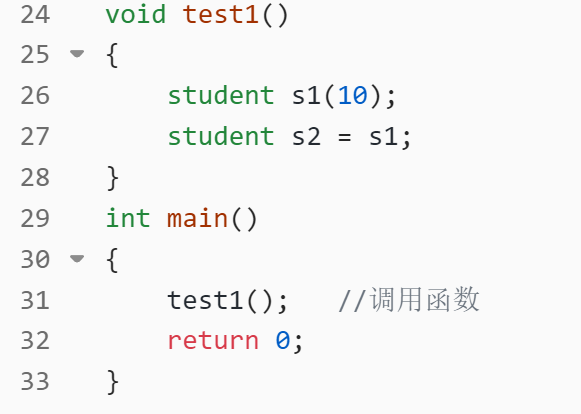 24 void test1()
25 {
26     student s1(10);
27     student s2 = s1;
28 }
29 int main()
30 {
31     test1();   //调用函数
32     return 0;
33 }